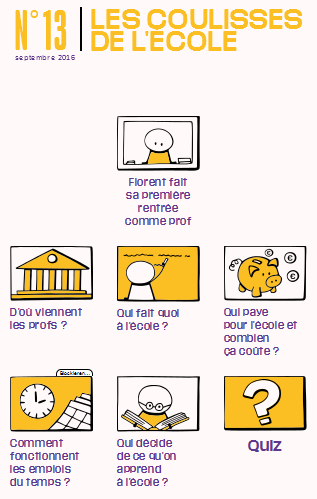 N°13
LES COULISSES
DE L'ÉCOLE
septembre 2016
Florent fait
sa première
rentrée
comme prof
D'où viennent
les profs ?
Qui fait quoi
à l'école ?
Qui paye
pour l'école et
combien
ça coûte ?
Blockieren...
Comment
fonctionnent
les emplois
du temps ?
Qui décide
de ce qu'on
apprend
à l'école ?
Quiz